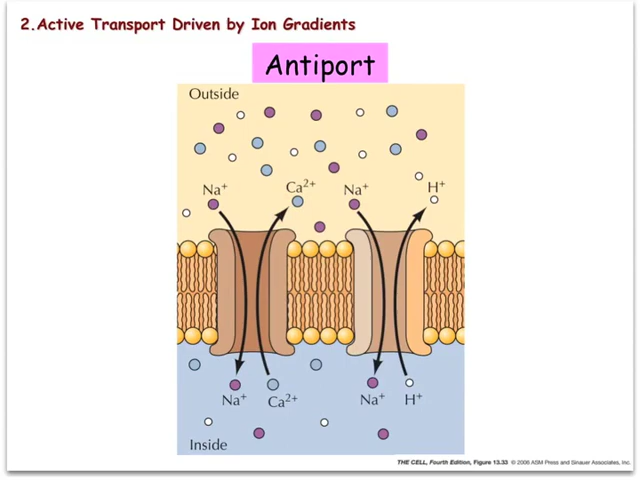 2.Active Transport Driven by Ion Gradients
Antiport
Outside
Na⁺ Ca²⁺ Na⁺ H⁺
Na⁺ Ca²⁺ Na⁺ H⁺
Inside
THE CELL, Fourth Edition, Figure 13.33 © 2006 ASM Press and Sinauer Associates, Inc.